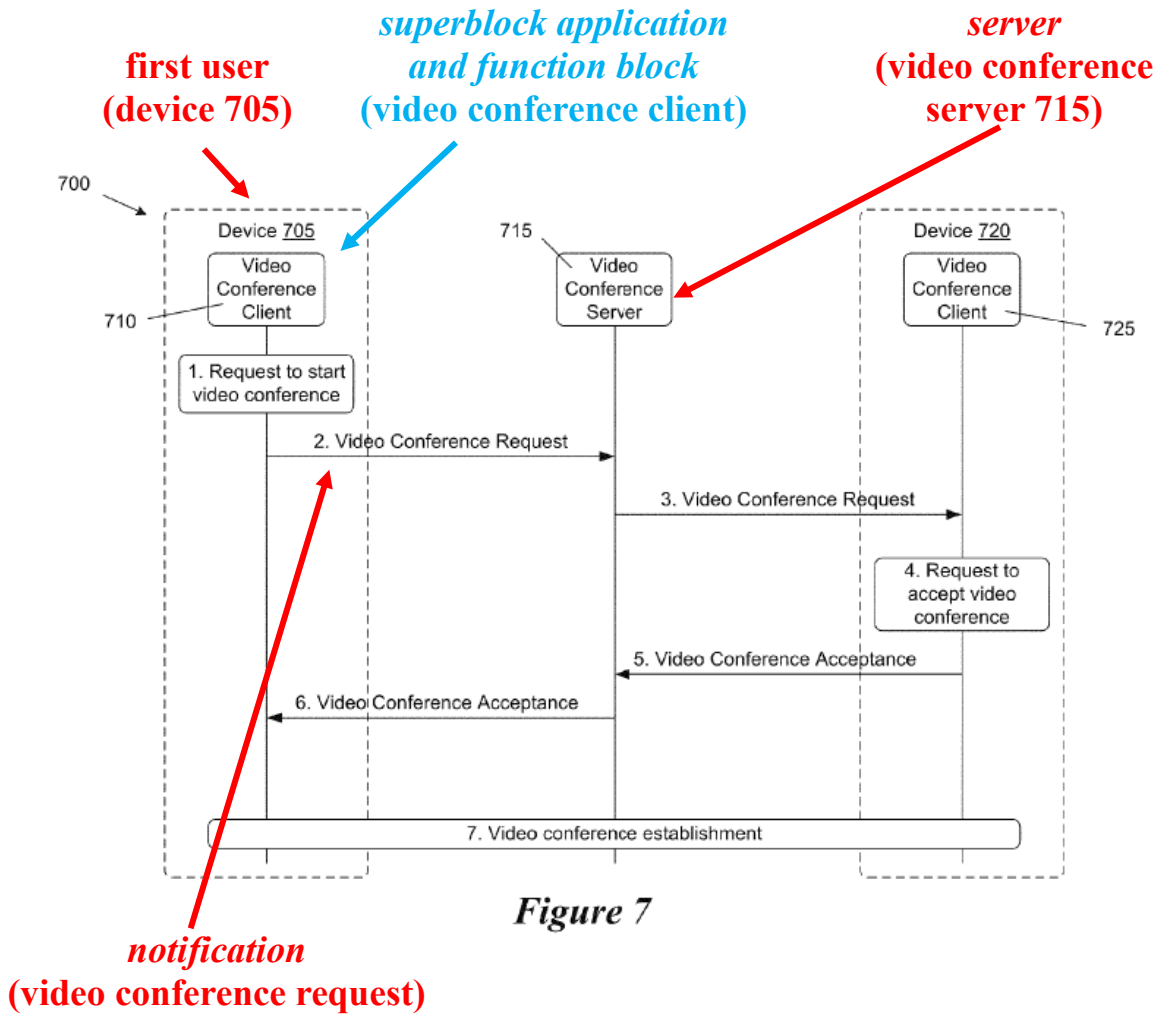 superblock application
and function block
(video conference client)
first user
(device 705)
server
(video conference
server 715)
700
Device 705
Video
Conference
Client
710
715
Video
Conference
Server
Device 720
Video
Conference
Client
725
1. Request to start
video conference
2. Video Conference Request
3. Video Conference Request
4. Request to
accept video
conference
5. Video Conference Acceptance
6. Video Conference Acceptance
7. Video conference establishment
Figure 7
notification
(video conference request)